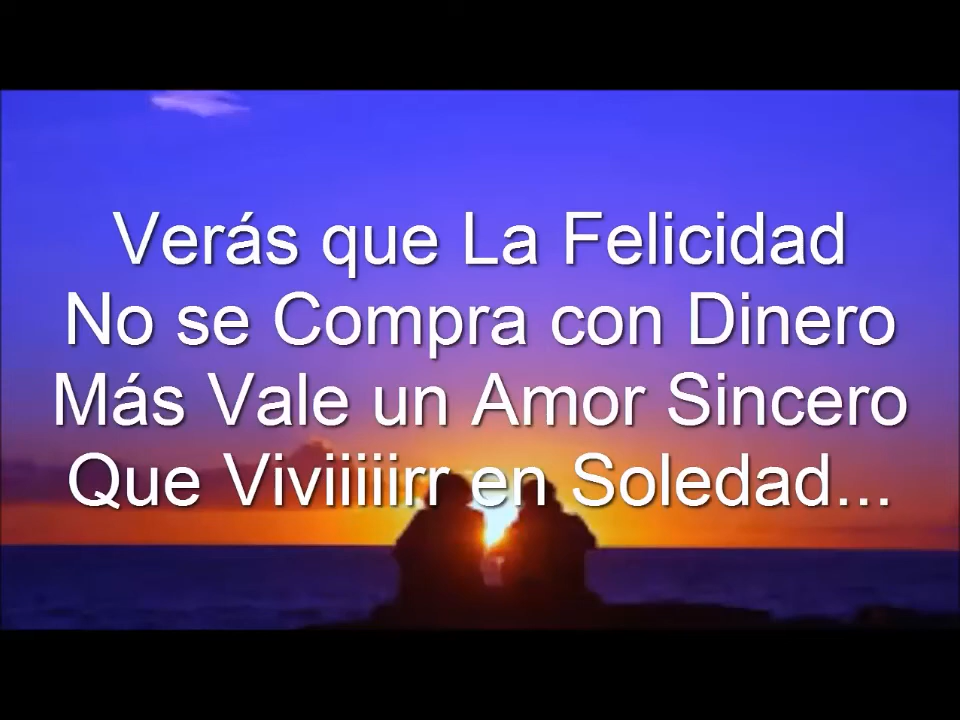 Verás que La Felicidad
No se Compra con Dinero
Más Vale un Amor Sincero
Que Viviiiiirr en Soledad...